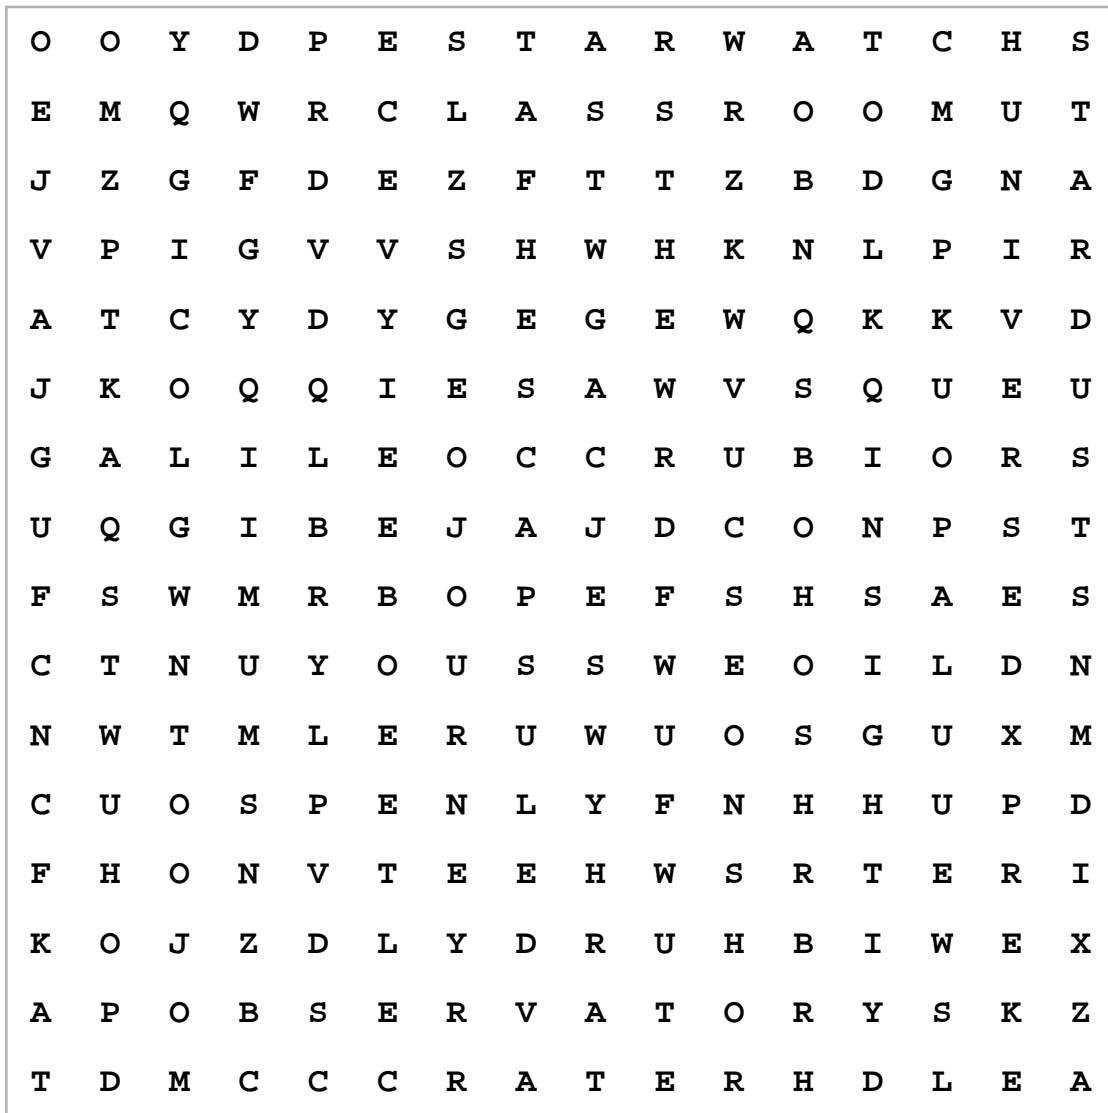 O O Y D P E S T A R W A T C H S
E M Q W R C L A S S R O O M U T
J Z G F D E Z F T T Z B D G N A
V P I G V V S H W H K N L P I R
A T C Y D Y G E G E W Q K K V D
J K O Q Q I E S A W V S Q U E U
G A L I L E O C C R U B I O R S
U Q G I B E J A J D C O N P S T
F S W M R B O P E F S H S A E S
C T N U Y O U S S W E O I L D N
N W T M L E R U W U O S G U X M
C U O S P E N L Y F N H H U P D
F H O N V T E E H W S R T E R I
K O J Z D L Y D R U H B I W E X
A P O B S E R V A T O R Y S K Z
T D M C C C R A T E R H D L E A